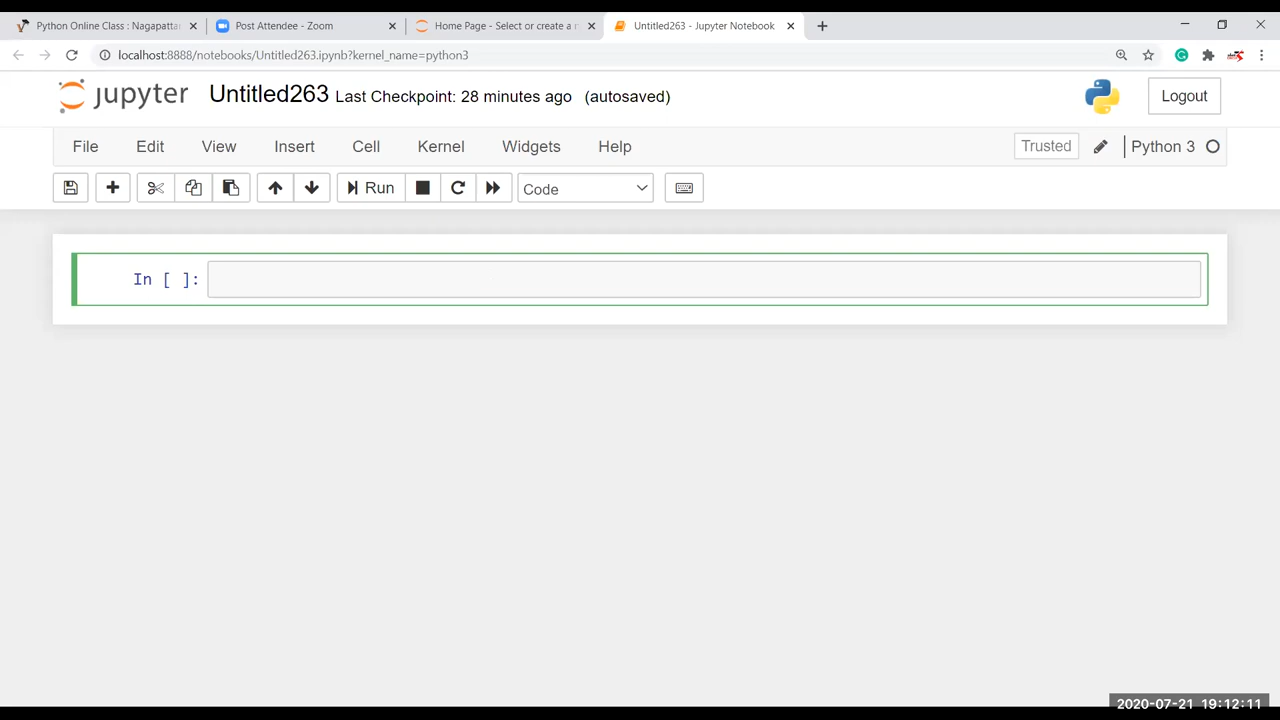 Python Online Class : Nagapattar
Post Attendee - Zoom
Home Page - Select or create a n
Untitled263 - Jupyter Notebook
localhost:8888/notebooks/Untitled263.ipynb?kernel_name=python3
jupyter Untitled263 Last Checkpoint: 28 minutes ago (autosaved)
Logout
File Edit View Insert Cell Kernel Widgets Help
Trusted Python 3
Run Code
In [ ]:
2020-07-21 19:12:11